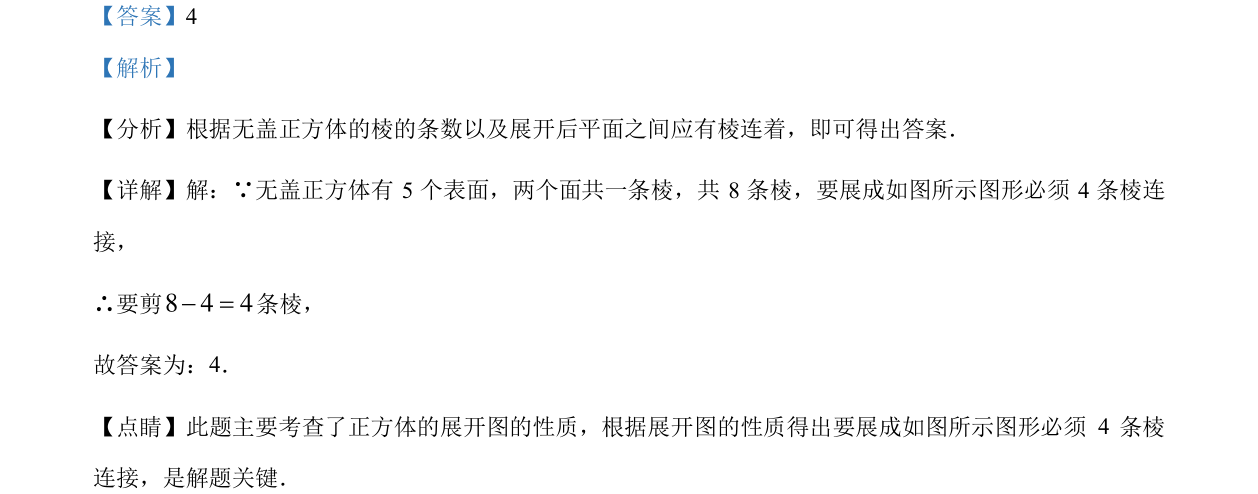 【答案】4
【解析】
【分析】根据无盖正方体的棱的条数以及展开后平面之间应有棱连着，即可得出答案．
【详解】解：∵无盖正方体有 5 个表面，两个面共一条棱，共 8 条棱，要展成如图所示图形必须 4 条棱连
接，
∴要剪8－4＝4条棱，
故答案为：4．
【点睛】此题主要考查了正方体的展开图的性质，根据展开图的性质得出要展成如图所示图形必须 4 条棱
连接，是解题关键．